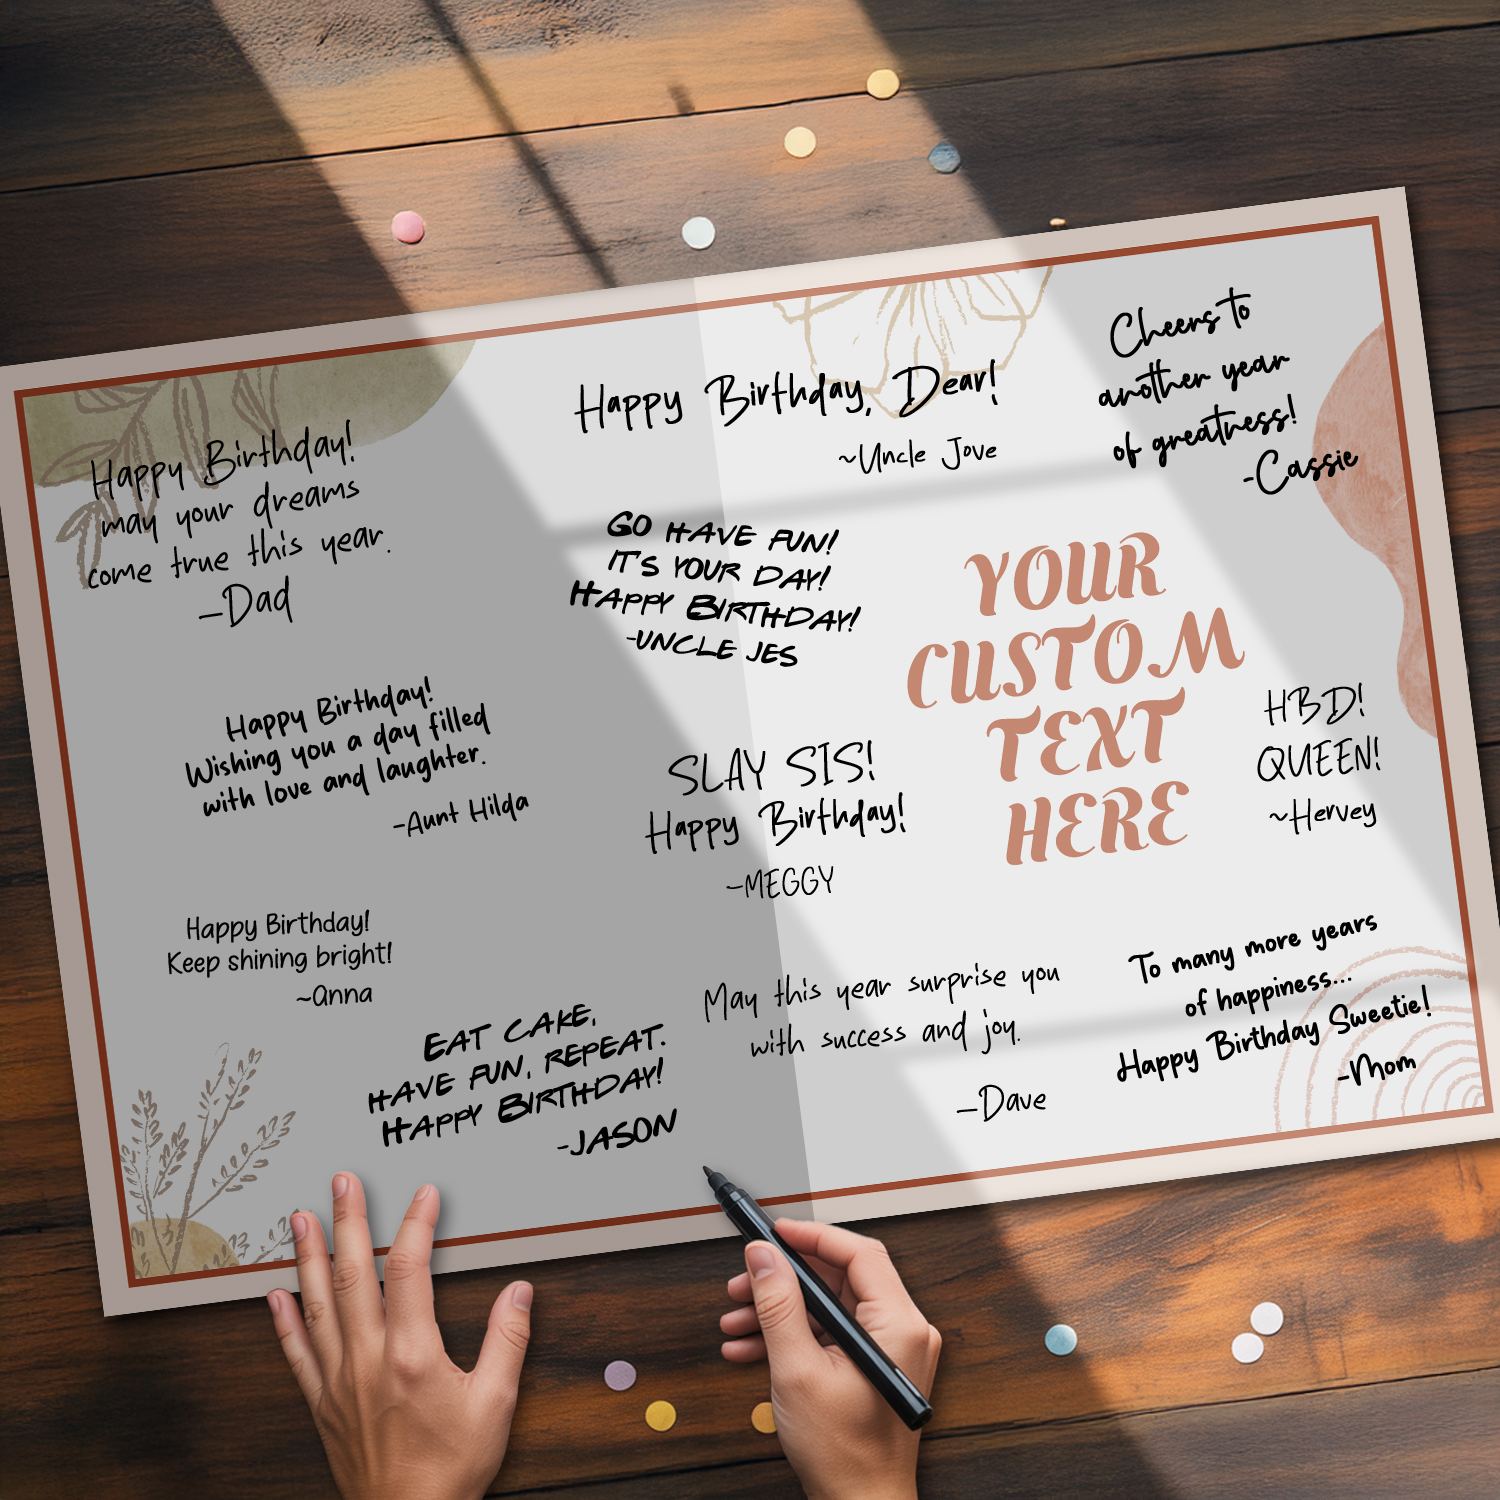 Happy Birthday!
may your dreams
come true this year.
—Dad
Happy Birthday, Dear!
~Uncle Jove
Cheers to
another year
of greatness!
-Cassie
GO HAVE FUN!
IT'S YOUR DAY!
HAPPY BIRTHDAY!
-UNCLE JES
YOUR
CUSTOM
TEXT
HERE
Happy Birthday!
Wishing you a day filled
with love and laughter.
-Aunt Hilda
SLAY SIS!
Happy Birthday!
—MEGGY
HBD!
QUEEN!
~Hervey
Happy Birthday!
Keep shining bright!
~Anna
EAT CAKE,
HAVE FUN, REPEAT.
HAPPY BIRTHDAY!
-JASON
May this year surprise you
with success and joy.
—Dave
To many more years
of happiness...
Happy Birthday Sweetie!
-Mom